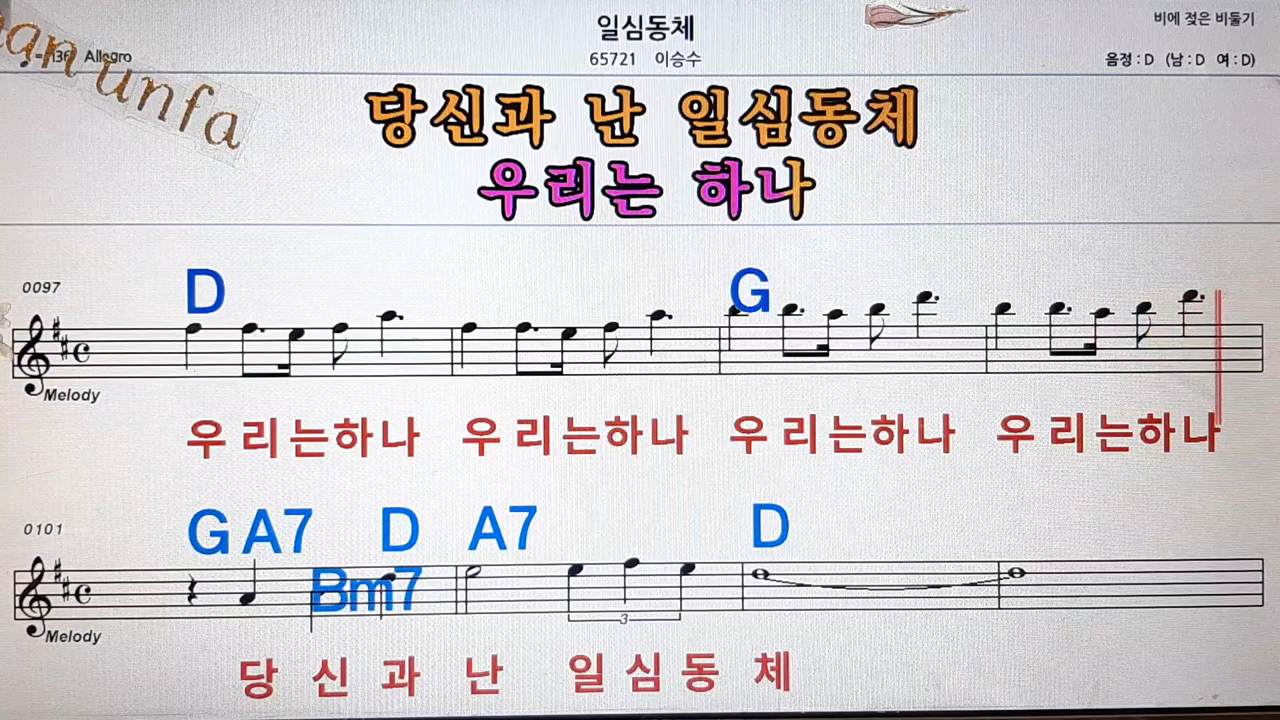 일심동체
비에 젖은 비둘기
Allegro
65721 이승수
음정 : D (남 : D 여 : D)
unfa
당신과 난 일심동체
우리는 하나
0097
D G
Melody
우 리 는하나 우 리 는하나 우 리 는하나 우 리 는하나
0101
G A7 D A7 D
Bm7
3
Melody
당 신 과 난 일 심 동 체